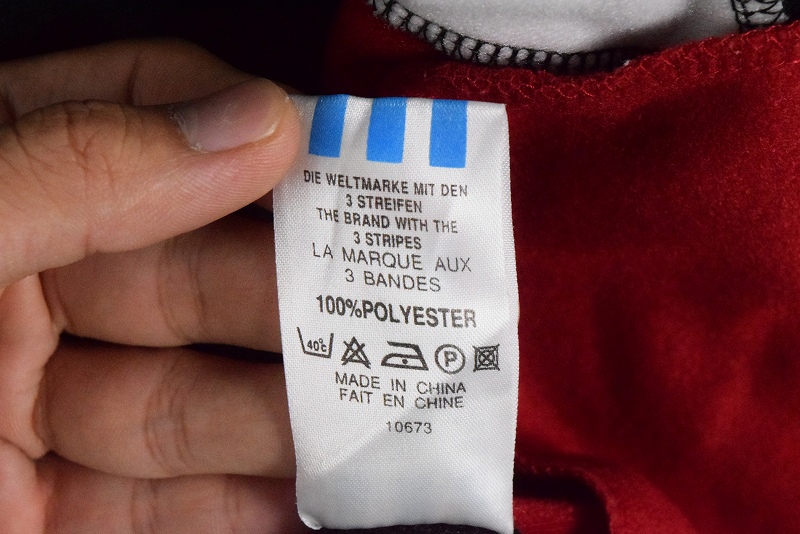 DIE WELTMARKE MIT DEN
3 STREIFEN
THE BRAND WITH THE
3 STRIPES
LA MARQUE AUX
3 BANDES
100%POLYESTER
40°C P
MADE IN CHINA
FAIT EN CHINE
10673